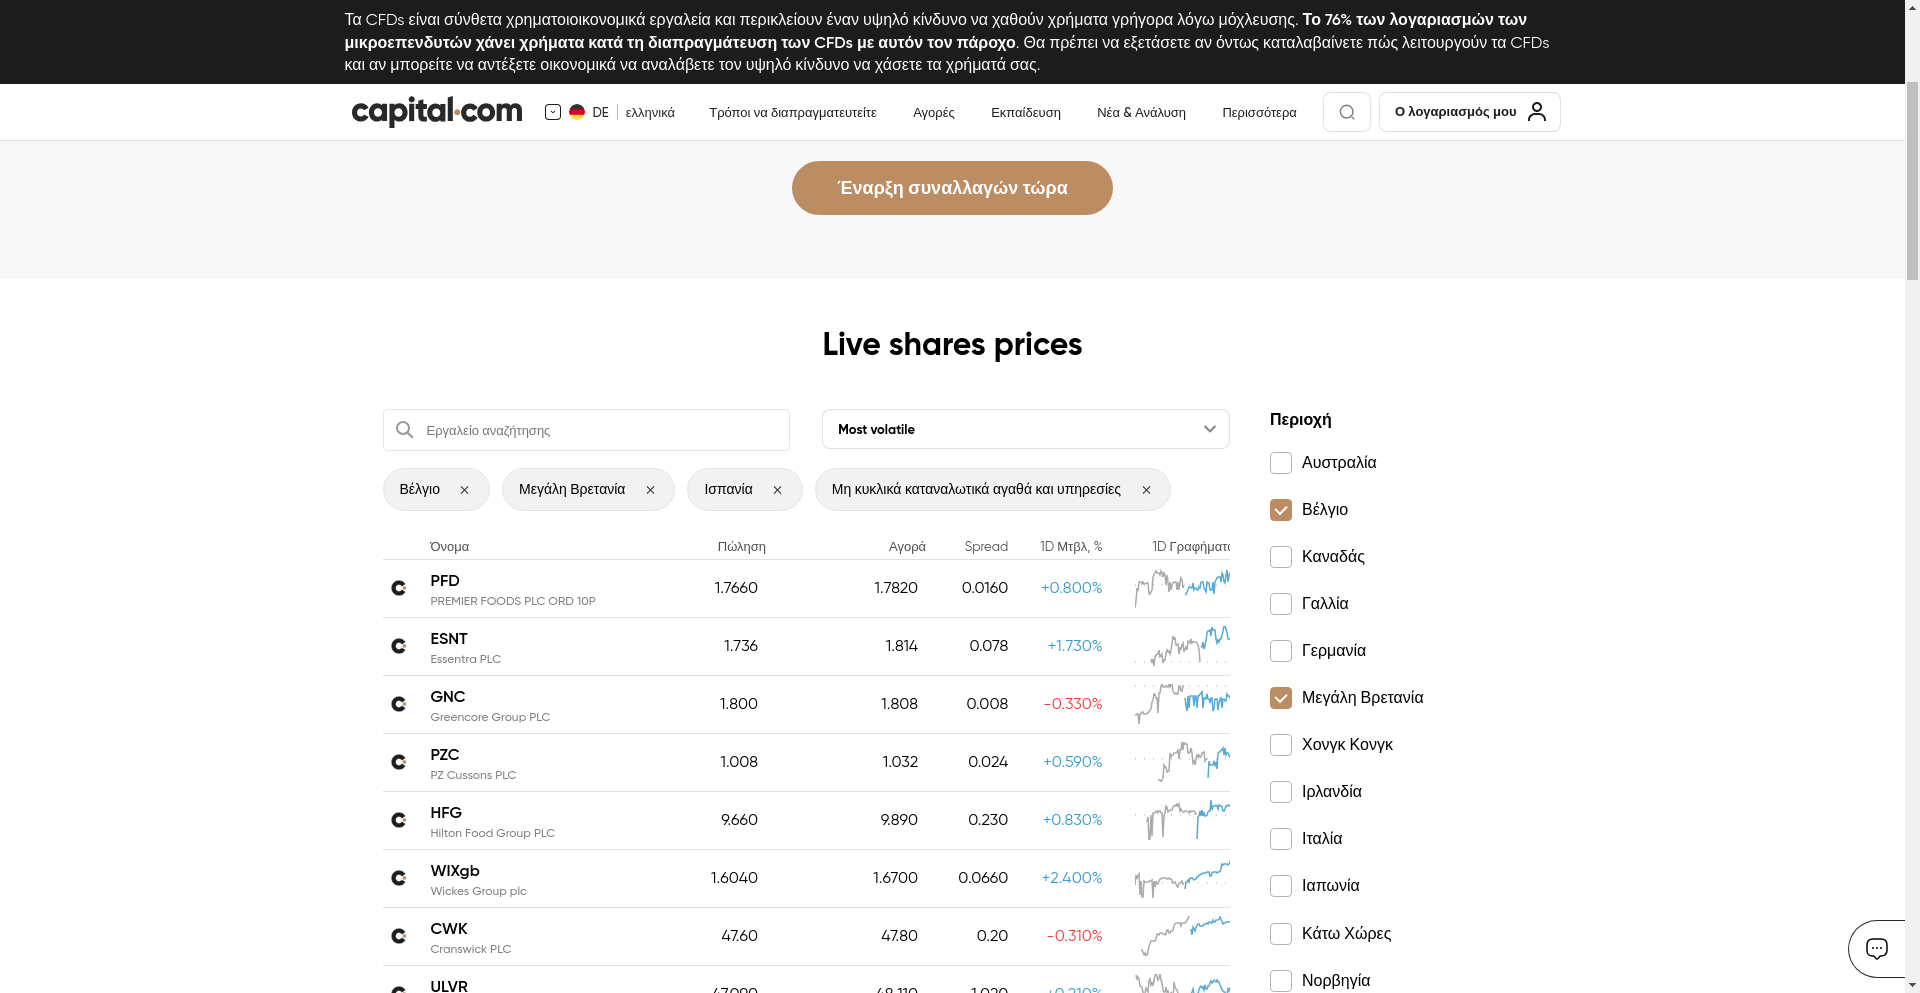 Τα CFDs είναι σύνθετα χρηματοιοικονομικά εργαλεία και περικλείουν έναν υψηλό κίνδυνο να χαθούν χρήματα γρήγορα λόγω μόχλευσης. Το 76% των λογαριασμών των
μικροεπενδυτών χάνει χρήματα κατά τη διαπραγμάτευση των CFDs με αυτόν τον πάροχο. Θα πρέπει να εξετάσετε αν όντως καταλαβαίνετε πώς λειτουργούν τα CFDs
και αν μπορείτε να αντέξετε οικονομικά να αναλάβετε τον υψηλό κίνδυνο να χάσετε τα χρήματά σας.
capital.com DE ελληνικά Τρόποι να διαπραγματευτείτε Αγορές Εκπαίδευση Νέα & Ανάλυση Περισσότερα Ο λογαριασμός μου
Έναρξη συναλλαγών τώρα
Live shares prices
Εργαλείο αναζήτησης
Most volatile
Βέλγιο Μεγάλη Βρετανία Ισπανία Μη κυκλικά καταναλωτικά αγαθά και υπηρεσίες
Όνομα Πώληση Αγορά Spread 1D Μτβλ, % 1D Γραφήματα
PFD 1.7660 1.7820 0.0160 +0.800%
PREMIER FOODS PLC ORD 10P
ESNT 1.736 1.814 0.078 +1.730%
Essentra PLC
GNC 1.800 1.808 0.008 -0.330%
Greencore Group PLC
PZC 1.008 1.032 0.024 +0.590%
PZ Cussons PLC
HFG 9.660 9.890 0.230 +0.830%
Hilton Food Group PLC
WIXgb 1.6040 1.6700 0.0660 +2.400%
Wickes Group plc
CWK 47.60 47.80 0.20 -0.310%
Cranswick PLC
ULVR 47.090 48.110 1.020 +0.210%
Περιοχή
Αυστραλία
Βέλγιο
Καναδάς
Γαλλία
Γερμανία
Μεγάλη Βρετανία
Χονγκ Κονγκ
Ιρλανδία
Ιταλία
Ιαπωνία
Κάτω Χώρες
Νορβηγία